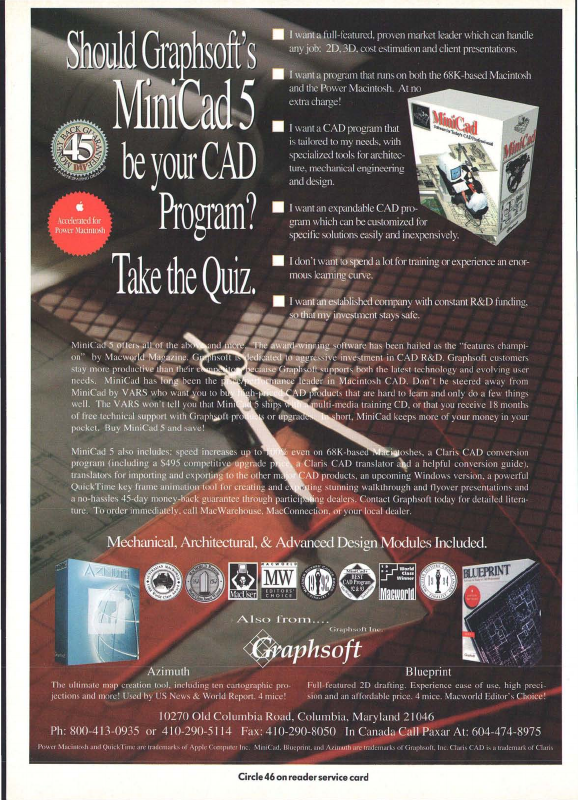 Should Graphsoft's
MiniCad 5
be your CAD
Program?
Take the Quiz.
45
Accelerated for
Power Macintosh
I want a full-featured, proven market leader which can handle
any job: 2D, 3D, cost estimation and client presentations.
I want a program that runs on both the 68K-based Macintosh
and the Power Macintosh. At no
extra charge!
I want a CAD program that
is tailored to my needs, with
specialized tools for architec-
ture, mechanical engineering
and design.
I want an expandable CAD pro-
gram which can be customized for
specific solutions easily and inexpensively.
I don't want to spend a lot for training or experience an enor-
mous learning curve.
I want an established company with constant R&D funding,
so that my investment stays safe.
MiniCad
Software for Today's CAD Professional
MiniCad
MiniCad 5 offers all of the above and more. The award-winning software has been hailed as the "features champi-
on" by Macworld Magazine. Graphsoft is dedicated to aggressive investment in CAD R&D. Graphsoft customers
stay more productive than their competitors because Graphsoft supports both the latest technology and evolving user
needs. MiniCad has long been the price/performance leader in Macintosh CAD. Don't be steered away from
MiniCad by VARS who want you to buy high-priced CAD products that are hard to learn and only do a few things
well. The VARS won't tell you that MiniCad 5 ships with a multi-media training CD, or that you receive 18 months
of free technical support with Graphsoft products or upgrades. In short, MiniCad keeps more of your money in your
pocket. Buy MiniCad 5 and save!
MiniCad 5 also includes; speed increases up to 100% even on 68K-based Macintoshes, a Claris CAD conversion
program (including a $495 competitive upgrade price, a Claris CAD translator and a helpful conversion guide),
translators for importing and exporting to the other major CAD products, an upcoming Windows version, a powerful
QuickTime key frame animation tool for creating and exporting stunning walkthrough and flyover presentations and
a no-hassles 45-day money-back guarantee through participating dealers. Contact Graphsoft today for detailed litera-
ture. To order immediately, call MacWarehouse, MacConnection, or your local dealer.
Mechanical, Architectural, & Advanced Design Modules Included.
AZIMUTH
MacUser
MW
EDITORS'
CHOICE
BEST
CAD Program
92 & 93
World
Class
Winner
Macworld
BLUEPRINT
Also from....
Graphsoft Inc.
Graphsoft
Azimuth
The ultimate map creation tool, including ten cartographic pro-
jections and more! Used by US News & World Report. 4 mice!
Blueprint
Full-featured 2D drafting. Experience ease of use, high preci-
sion and an affordable price. 4 mice. Macworld Editor's Choice!
10270 Old Columbia Road, Columbia, Maryland 21046
Ph: 800-413-0935 or 410-290-5114 Fax: 410-290-8050 In Canada Call Paxar At: 604-474-8975
Power Macintosh and QuickTime are trademarks of Apple Computer Inc. MiniCad, Blueprint, and Azimuth are trademarks of Graphsoft, Inc. Claris CAD is a trademark of Claris
Circle 46 on reader service card